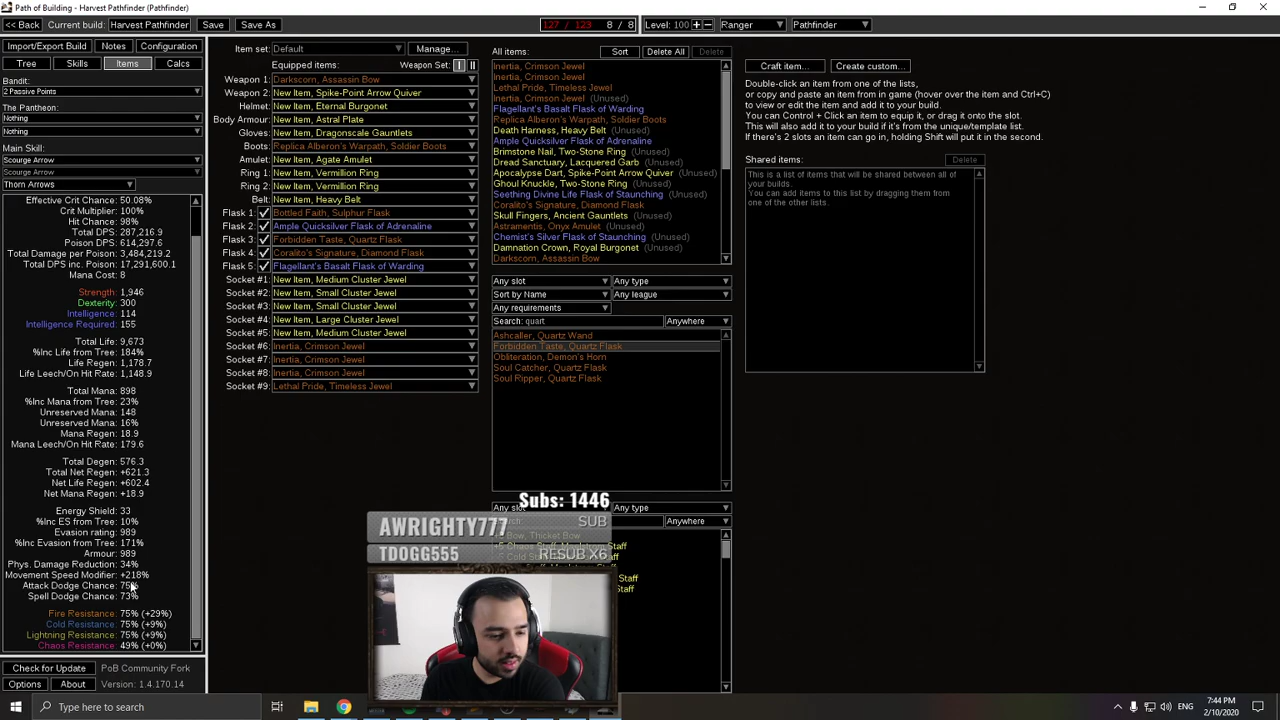 Path of Building - Harvest Pathfinder (Pathfinder)
<< Back Current build: Harvest Pathfinder Save Save As 127 / 123 8 / 8 Level: 100 + - Ranger Pathfinder
Import/Export Build Notes Configuration
Tree Skills Items Calcs
Bandit:
2 Passive Points
The Pantheon:
Nothing
Nothing
Main Skill:
Scourge Arrow
Scourge Arrow
Thorn Arrows
Effective Crit Chance: 50.08%
Crit Multiplier: 100%
Hit Chance: 98%
Total DPS: 287,216.9
Poison DPS: 614,297.6
Total Damage per Poison: 3,484,219.2
Total DPS inc. Poison: 17,291,600.1
Mana Cost: 8
Strength: 1,946
Dexterity: 300
Intelligence: 114
Intelligence Required: 155
Total Life: 9,673
%Inc Life from Tree: 184%
Life Regen: 1,178.7
Life Leech/On Hit Rate: 1,148.9
Total Mana: 898
%Inc Mana from Tree: 23%
Unreserved Mana: 148
Unreserved Mana: 16%
Mana Regen: 18.9
Mana Leech/On Hit Rate: 179.6
Total Degen: 576.3
Total Net Regen: +621.3
Net Life Regen: +602.4
Net Mana Regen: +18.9
Energy Shield: 33
%Inc ES from Tree: 10%
Evasion rating: 989
%Inc Evasion from Tree: 171%
Armour: 989
Phys. Damage Reduction: 34%
Movement Speed Modifier: +218%
Attack Dodge Chance: 75%
Spell Dodge Chance: 73%
Fire Resistance: 75% (+29%)
Cold Resistance: 75% (+9%)
Lightning Resistance: 75% (+9%)
Chaos Resistance: 49% (+0%)
Check for Update PoB Community Fork
Options About Version: 1.4.170.14
Item set: Default Manage...
Equipped items: Weapon Set: I II
Weapon 1: Darkscorn, Assassin Bow
Weapon 2: New Item, Spike-Point Arrow Quiver
Helmet: New Item, Eternal Burgonet
Body Armour: New Item, Astral Plate
Gloves: New Item, Dragonscale Gauntlets
Boots: Replica Alberon's Warpath, Soldier Boots
Amulet: New Item, Agate Amulet
Ring 1: New Item, Vermillion Ring
Ring 2: New Item, Vermillion Ring
Belt: New Item, Heavy Belt
Flask 1: Bottled Faith, Sulphur Flask
Flask 2: Ample Quicksilver Flask of Adrenaline
Flask 3: Forbidden Taste, Quartz Flask
Flask 4: Coralito's Signature, Diamond Flask
Flask 5: Flagellant's Basalt Flask of Warding
Socket #1: New Item, Medium Cluster Jewel
Socket #2: New Item, Small Cluster Jewel
Socket #3: New Item, Small Cluster Jewel
Socket #4: New Item, Large Cluster Jewel
Socket #5: New Item, Medium Cluster Jewel
Socket #6: Inertia, Crimson Jewel
Socket #7: Inertia, Crimson Jewel
Socket #8: Inertia, Crimson Jewel
Socket #9: Lethal Pride, Timeless Jewel
All items: Sort Delete All Delete
Inertia, Crimson Jewel
Inertia, Crimson Jewel
Lethal Pride, Timeless Jewel
Inertia, Crimson Jewel (Unused)
Flagellant's Basalt Flask of Warding
Replica Alberon's Warpath, Soldier Boots
Death Harness, Heavy Belt (Unused)
Ample Quicksilver Flask of Adrenaline
Brimstone Nail, Two-Stone Ring (Unused)
Dread Sanctuary, Lacquered Garb (Unused)
Apocalypse Dart, Spike-Point Arrow Quiver (Unused)
Ghoul Knuckle, Two-Stone Ring (Unused)
Seething Divine Life Flask of Staunching (Unused)
Coralito's Signature, Diamond Flask
Skull Fingers, Ancient Gauntlets (Unused)
Astramentis, Onyx Amulet (Unused)
Chemist's Silver Flask of Staunching (Unused)
Damnation Crown, Royal Burgonet (Unused)
Darkscorn, Assassin Bow
Any slot Any type
Sort by Name Any league
Any requirements
Search: quart Anywhere
Ashcaller, Quartz Wand
Forbidden Taste, Quartz Flask
Obliteration, Demon's Horn
Soul Catcher, Quartz Flask
Soul Ripper, Quartz Flask
Any type
Anywhere
Bow, Thicket Bow
+5 Chaos Staff
Staff
Staff
Staff
Craft item... Create custom...
Double-click an item from one of the lists,
or copy and paste an item from in game (hover over the item and Ctrl+C)
to view or edit the item and add it to your build.
You can Control + Click an item to equip it, or drag it onto the slot.
This will also add it to your build if it's from the unique/template list.
If there's 2 slots an item can go in, holding Shift will put it in the second.
Shared items: Delete
This is a list of items that will be shared between all of
your builds.
You can add items to this list by dragging them from
one of the other lists.
Subs: 1446
AWRIGHTY777 SUB
TDOGG555 RESUB X6
Type here to search
ENG
7:44 PM
2/10/2020